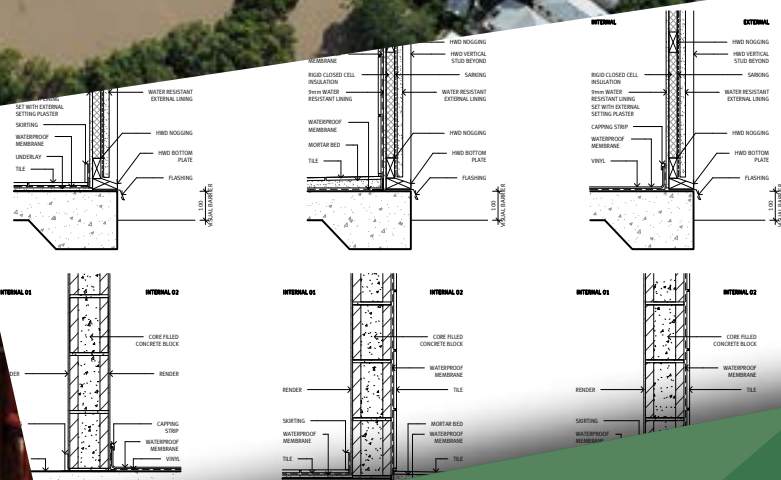 WATER RESISTANT
EXTERNAL LINING
SET WITH EXTERNAL
SETTING PLASTER
SKIRTING
WATERPROOF
MEMBRANE
UNDERLAY
TILE
HWD NOGGING
HWD BOTTOM
PLATE
FLASHING
100
VISUAL BARRIER
MEMBRANE
RIGID CLOSED CELL
INSULATION
9mm WATER
RESISTANT LINING
WATERPROOF
MEMBRANE
MORTAR BED
TILE
HWD NOGGING
HWD VERTICAL
STUD BEYOND
SARKING
WATER RESISTANT
EXTERNAL LINING
HWD NOGGING
HWD BOTTOM
PLATE
FLASHING
100
VISUAL BARRIER
INTERNAL
EXTERNAL
RIGID CLOSED CELL
INSULATION
9mm WATER
RESISTANT LINING
SET WITH EXTERNAL
SETTING PLASTER
CAPPING STRIP
WATERPROOF
MEMBRANE
VINYL
HWD NOGGING
HWD VERTICAL
STUD BEYOND
SARKING
WATER RESISTANT
EXTERNAL LINING
HWD NOGGING
HWD BOTTOM
PLATE
FLASHING
100
VISUAL BARRIER
INTERNAL 01
INTERNAL 02
CORE FILLED
CONCRETE BLOCK
RENDER
CAPPING
STRIP
WATERPROOF
MEMBRANE
VINYL
INTERNAL 01
INTERNAL 02
CORE FILLED
CONCRETE BLOCK
WATERPROOF
MEMBRANE
RENDER
TILE
SKIRTING
WATERPROOF
MEMBRANE
TILE
MORTAR BED
WATERPROOF
MEMBRANE
TILE
INTERNAL 01
INTERNAL 02
CORE FILLED
CONCRETE BLOCK
WATERPROOF
MEMBRANE
RENDER
TILE
SKIRTING
WATERPROOF
MEMBRANE